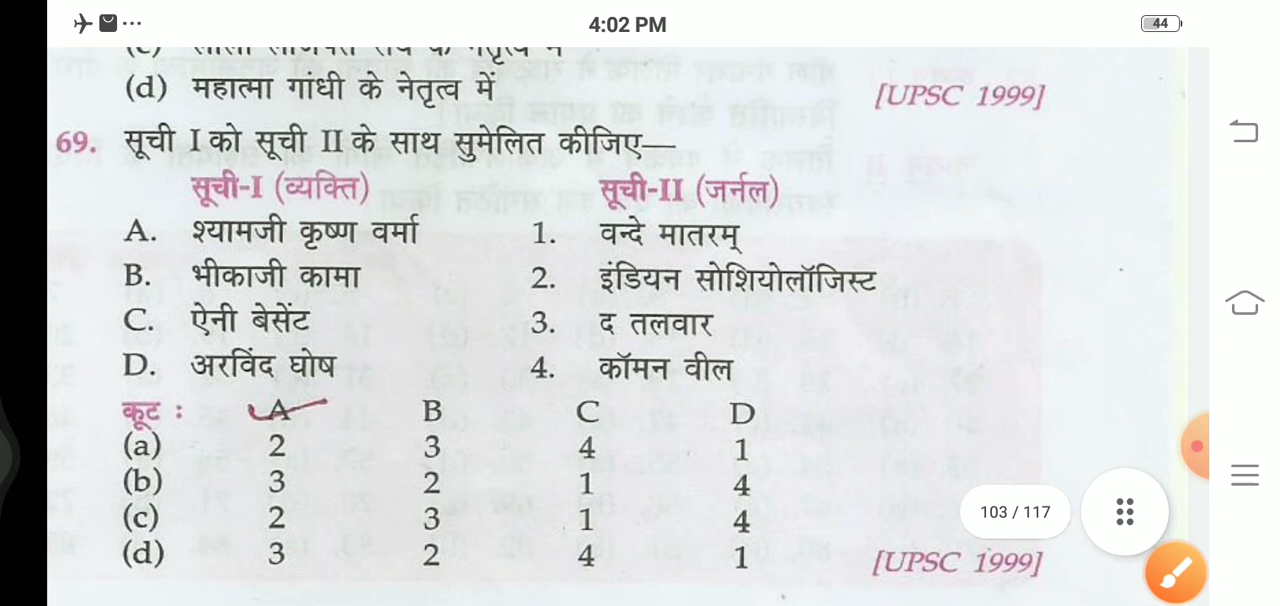 4:02 PM
44
(d) महात्मा गांधी के नेतृत्व में [UPSC 1999]
69. सूची I को सूची II के साथ सुमेलित कीजिए—
सूची-I (व्यक्ति) सूची-II (जर्नल)
A. श्यामजी कृष्ण वर्मा 1. वन्दे मातरम्
B. भीकाजी कामा 2. इंडियन सोशियोलॉजिस्ट
C. ऐनी बेसेंट 3. द तलवार
D. अरविंद घोष 4. कॉमन वील
कूट : A B C D
(a) 2 3 4 1
(b) 3 2 1 4
(c) 2 3 1 4
(d) 3 2 4 1 [UPSC 1999]
103 / 117